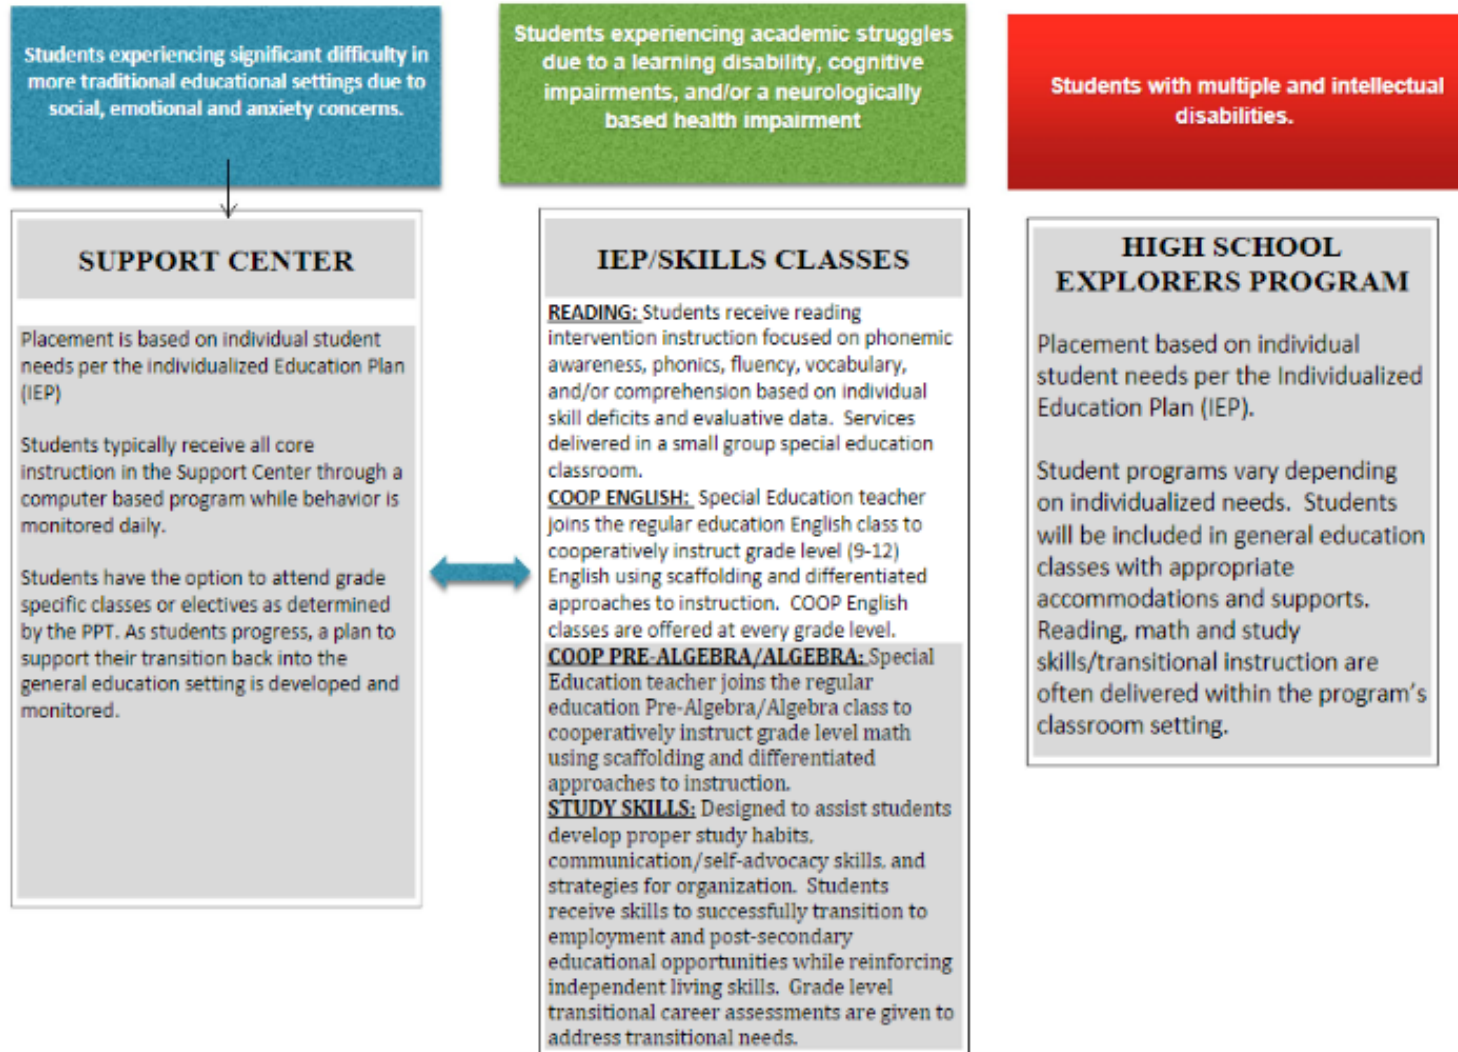 Students experiencing significant difficulty in
more traditional educational settings due to
social, emotional and anxiety concerns.
SUPPORT CENTER
Placement is based on individual student
needs per the individualized Education Plan
(IEP)
Students typically receive all core
instruction in the Support Center through a
computer based program while behavior is
monitored daily.
Students have the option to attend grade
specific classes or electives as determined
by the PPT. As students progress, a plan to
support their transition back into the
general education setting is developed and
monitored.
Students experiencing academic struggles
due to a learning disability, cognitive
impairments, and/or a neurologically
based health impairment
IEP/SKILLS CLASSES
READING: Students receive reading
intervention instruction focused on phonemic
awareness, phonics, fluency, vocabulary,
and/or comprehension based on individual
skill deficits and evaluative data. Services
delivered in a small group special education
classroom.
COOP ENGLISH: Special Education teacher
joins the regular education English class to
cooperatively instruct grade level (9-12)
English using scaffolding and differentiated
approaches to instruction. COOP English
classes are offered at every grade level.
COOP PRE-ALGEBRA/ALGEBRA: Special
Education teacher joins the regular
education Pre-Algebra/Algebra class to
cooperatively instruct grade level math
using scaffolding and differentiated
approaches to instruction.
STUDY SKILLS: Designed to assist students
develop proper study habits,
communication/self-advocacy skills, and
strategies for organization. Students
receive skills to successfully transition to
employment and post-secondary
educational opportunities while reinforcing
independent living skills. Grade level
transitional career assessments are given to
address transitional needs.
Students with multiple and intellectual
disabilities.
HIGH SCHOOL
EXPLORERS PROGRAM
Placement based on individual
student needs per the Individualized
Education Plan (IEP).
Student programs vary depending
on individualized needs. Students
will be included in general education
classes with appropriate
accommodations and supports.
Reading, math and study
skills/transitional instruction are
often delivered within the program's
classroom setting.